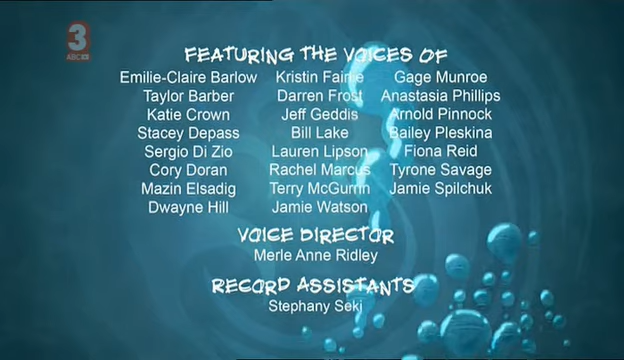 3
ABC
FEATURING THE VOICES OF
Emilie-Claire Barlow Kristin Fairlie Gage Munroe
Taylor Barber Darren Frost Anastasia Phillips
Katie Crown Jeff Geddis Arnold Pinnock
Stacey Depass Bill Lake Bailey Pleskina
Sergio Di Zio Lauren Lipson Fiona Reid
Cory Doran Rachel Marcus Tyrone Savage
Mazin Elsadig Terry McGurrin Jamie Spilchuk
Dwayne Hill Jamie Watson
VOICE DIRECTOR
Merle Anne Ridley
RECORD ASSISTANTS
Stephany Seki